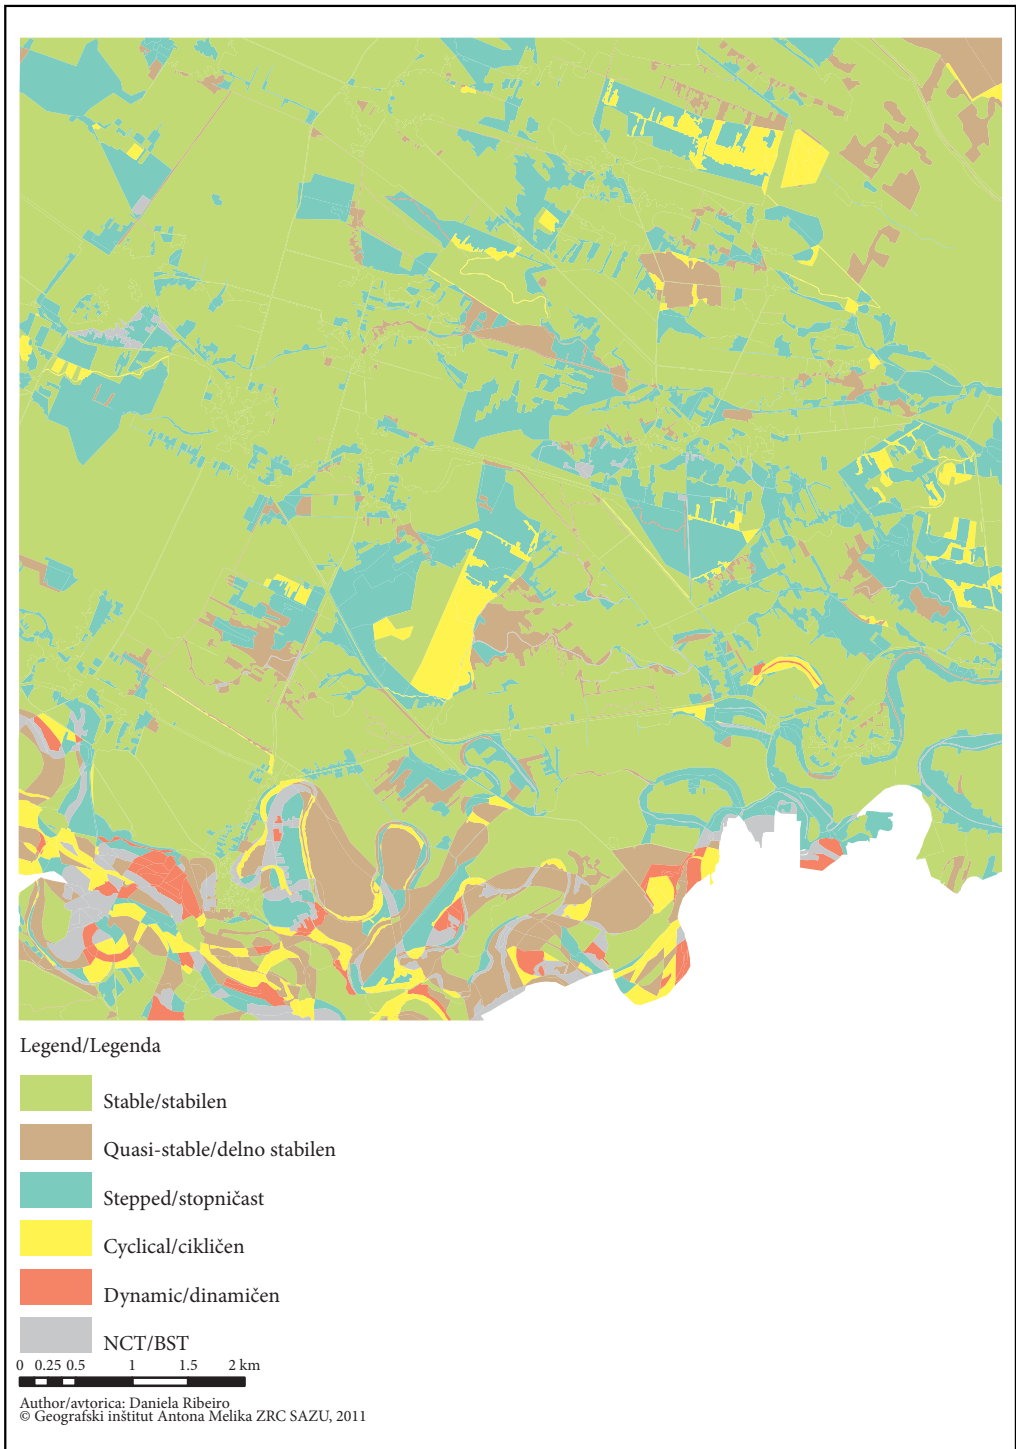 Legend/Legenda
Stable/stabilen
Quasi-stable/delno stabilen
Stepped/stopničast
Cyclical/cikličen
Dynamic/dinamičen
NCT/BST
0 0.25 0.5 1 1.5 2 km
Author/avtorica: Daniela Ribeiro
© Geografski inštitut Antona Melika ZRC SAZU, 2011